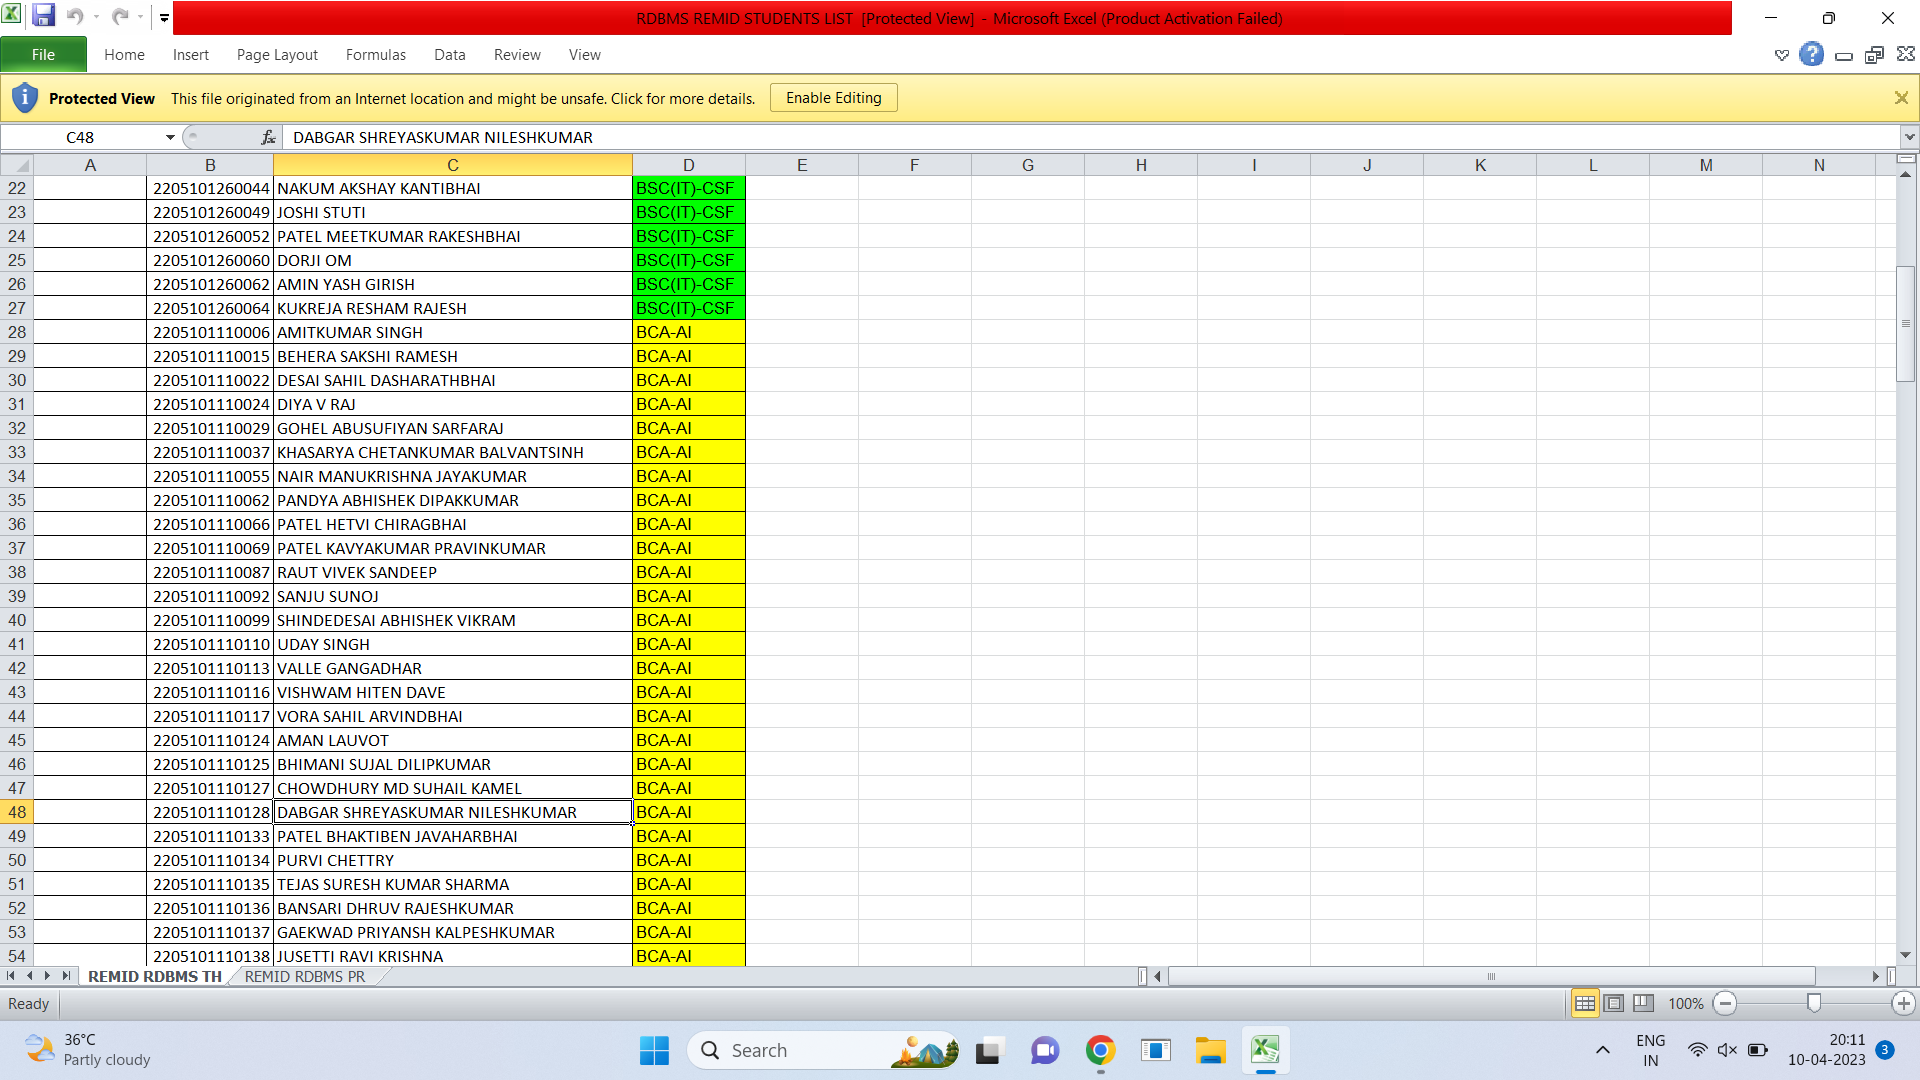 RDBMS REMID STUDENTS LIST [Protected View] - Microsoft Excel (Product Activation Failed)
File Home Insert Page Layout Formulas Data Review View
Protected View This file originated from an Internet location and might be unsafe. Click for more details. Enable Editing
C48 fx DABGAR SHREYASKUMAR NILESHKUMAR
A B C D E F G H I J K L M N
22 2205101260044 NAKUM AKSHAY KANTIBHAI BSC(IT)-CSF
23 2205101260049 JOSHI STUTI BSC(IT)-CSF
24 2205101260052 PATEL MEETKUMAR RAKESHBHAI BSC(IT)-CSF
25 2205101260060 DORJI OM BSC(IT)-CSF
26 2205101260062 AMIN YASH GIRISH BSC(IT)-CSF
27 2205101260064 KUKREJA RESHAM RAJESH BSC(IT)-CSF
28 2205101110006 AMITKUMAR SINGH BCA-AI
29 2205101110015 BEHERA SAKSHI RAMESH BCA-AI
30 2205101110022 DESAI SAHIL DASHARATHBHAI BCA-AI
31 2205101110024 DIYA V RAJ BCA-AI
32 2205101110029 GOHEL ABUSUFIYAN SARFARAJ BCA-AI
33 2205101110037 KHASARYA CHETANKUMAR BALVANTSINH BCA-AI
34 2205101110055 NAIR MANUKRISHNA JAYAKUMAR BCA-AI
35 2205101110062 PANDYA ABHISHEK DIPAKKUMAR BCA-AI
36 2205101110066 PATEL HETVI CHIRAGBHAI BCA-AI
37 2205101110069 PATEL KAVYAKUMAR PRAVINKUMAR BCA-AI
38 2205101110087 RAUT VIVEK SANDEEP BCA-AI
39 2205101110092 SANJU SUNOJ BCA-AI
40 2205101110099 SHINDEDESAI ABHISHEK VIKRAM BCA-AI
41 2205101110110 UDAY SINGH BCA-AI
42 2205101110113 VALLE GANGADHAR BCA-AI
43 2205101110116 VISHWAM HITEN DAVE BCA-AI
44 2205101110117 VORA SAHIL ARVINDBHAI BCA-AI
45 2205101110124 AMAN LAUVOT BCA-AI
46 2205101110125 BHIMANI SUJAL DILIPKUMAR BCA-AI
47 2205101110127 CHOWDHURY MD SUHAIL KAMEL BCA-AI
48 2205101110128 DABGAR SHREYASKUMAR NILESHKUMAR BCA-AI
49 2205101110133 PATEL BHAKTIBEN JAVAHARBHAI BCA-AI
50 2205101110134 PURVI CHETTRY BCA-AI
51 2205101110135 TEJAS SURESH KUMAR SHARMA BCA-AI
52 2205101110136 BANSARI DHRUV RAJESHKUMAR BCA-AI
53 2205101110137 GAEKWAD PRIYANSH KALPESHKUMAR BCA-AI
54 2205101110138 JUSETTI RAVI KRISHNA BCA-AI
REMID RDBMS TH REMID RDBMS PR
Ready 100%
36°C
Partly cloudy
Search
ENG
IN
20:11
10-04-2023
3